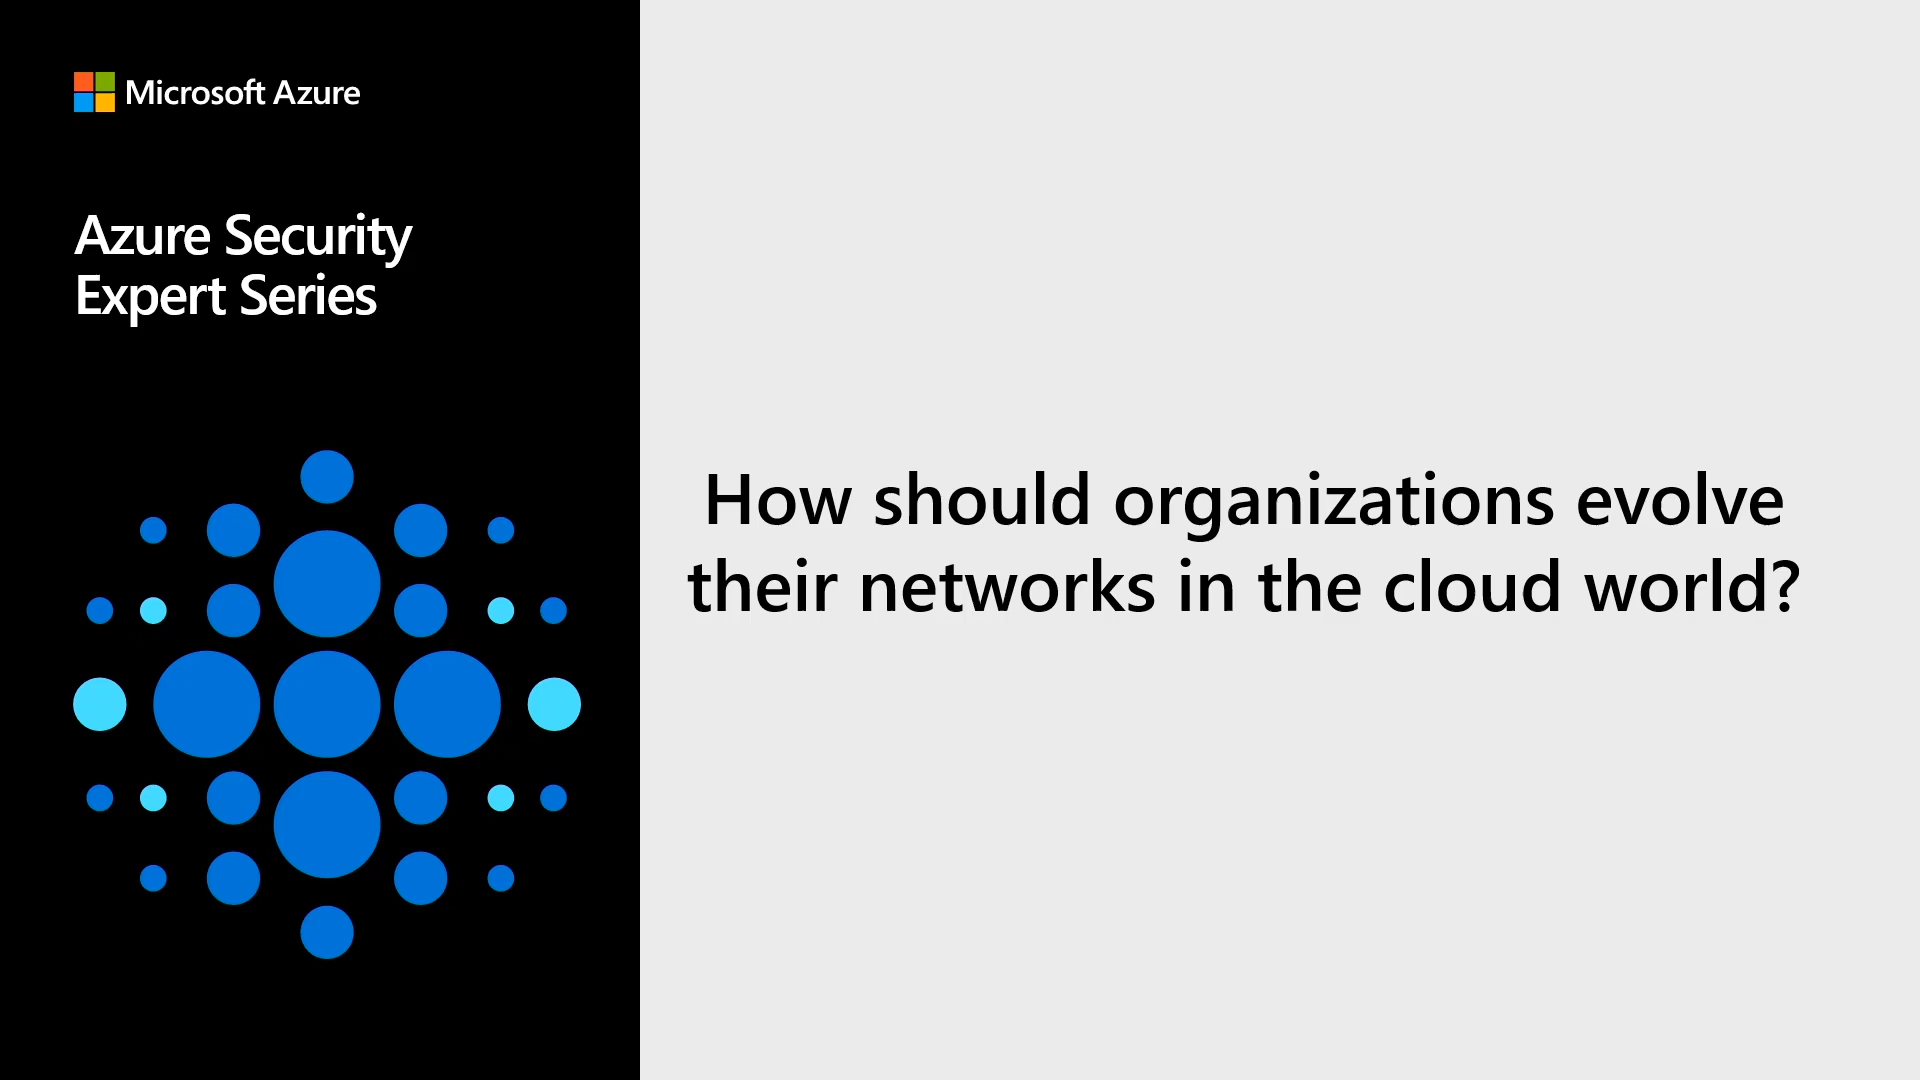 Microsoft Azure
Azure Security
Expert Series
How should organizations evolve
their networks in the cloud world?